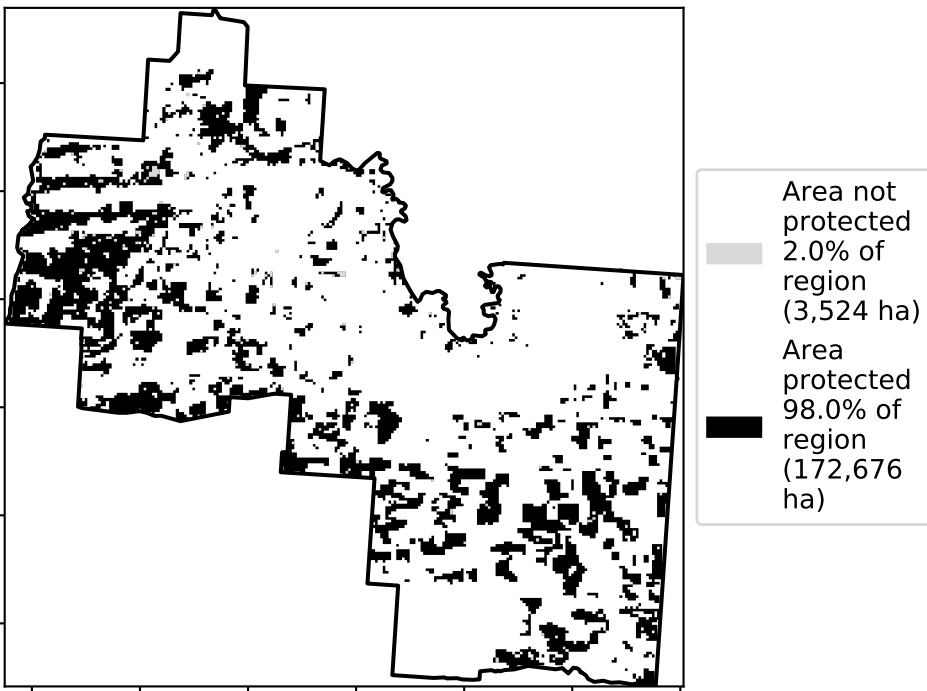 Area not
protected
2.0% of
region
(3,524 ha)
Area
protected
98.0% of
region
(172,676
ha)